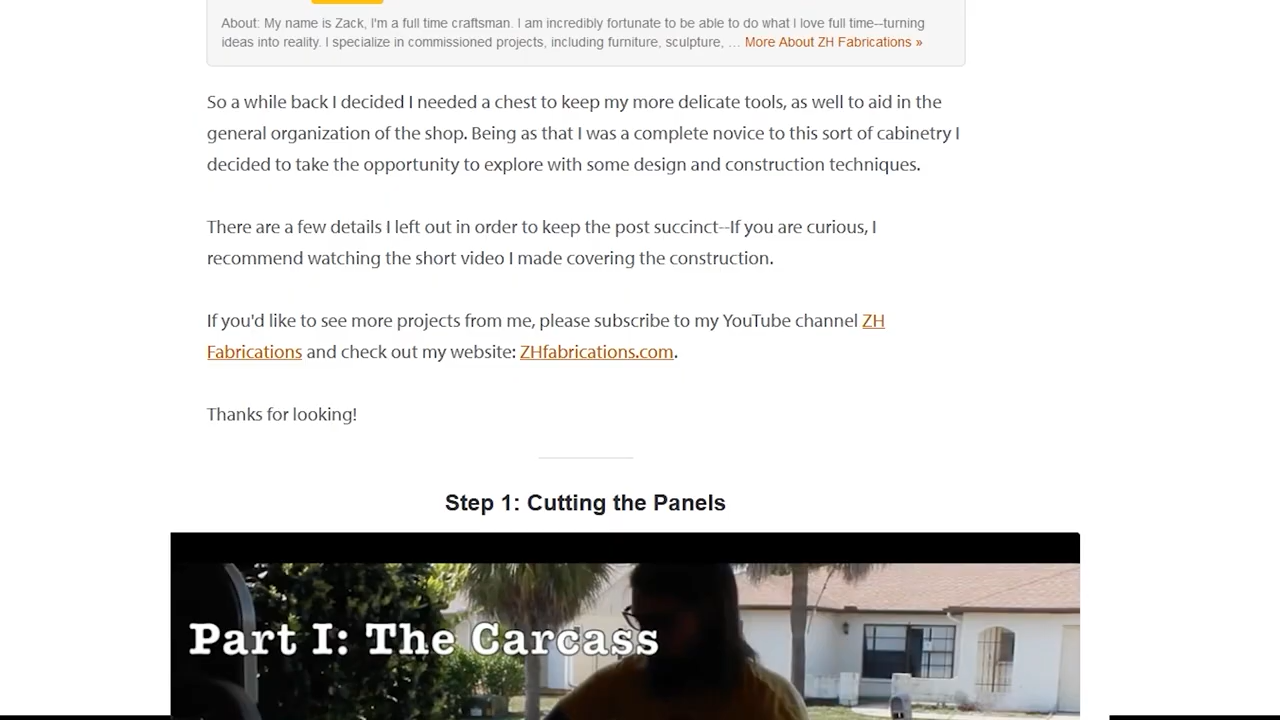 About: My name is Zack, I'm a full time craftsman. I am incredibly fortunate to be able to do what I love full time--turning
ideas into reality. I specialize in commissioned projects, including furniture, sculpture, … More About ZH Fabrications »
So a while back I decided I needed a chest to keep my more delicate tools, as well to aid in the
general organization of the shop. Being as that I was a complete novice to this sort of cabinetry I
decided to take the opportunity to explore with some design and construction techniques.
There are a few details I left out in order to keep the post succinct--If you are curious, I
recommend watching the short video I made covering the construction.
If you'd like to see more projects from me, please subscribe to my YouTube channel ZH
Fabrications and check out my website: ZHfabrications.com.
Thanks for looking!
Step 1: Cutting the Panels
Part I: The Carcass